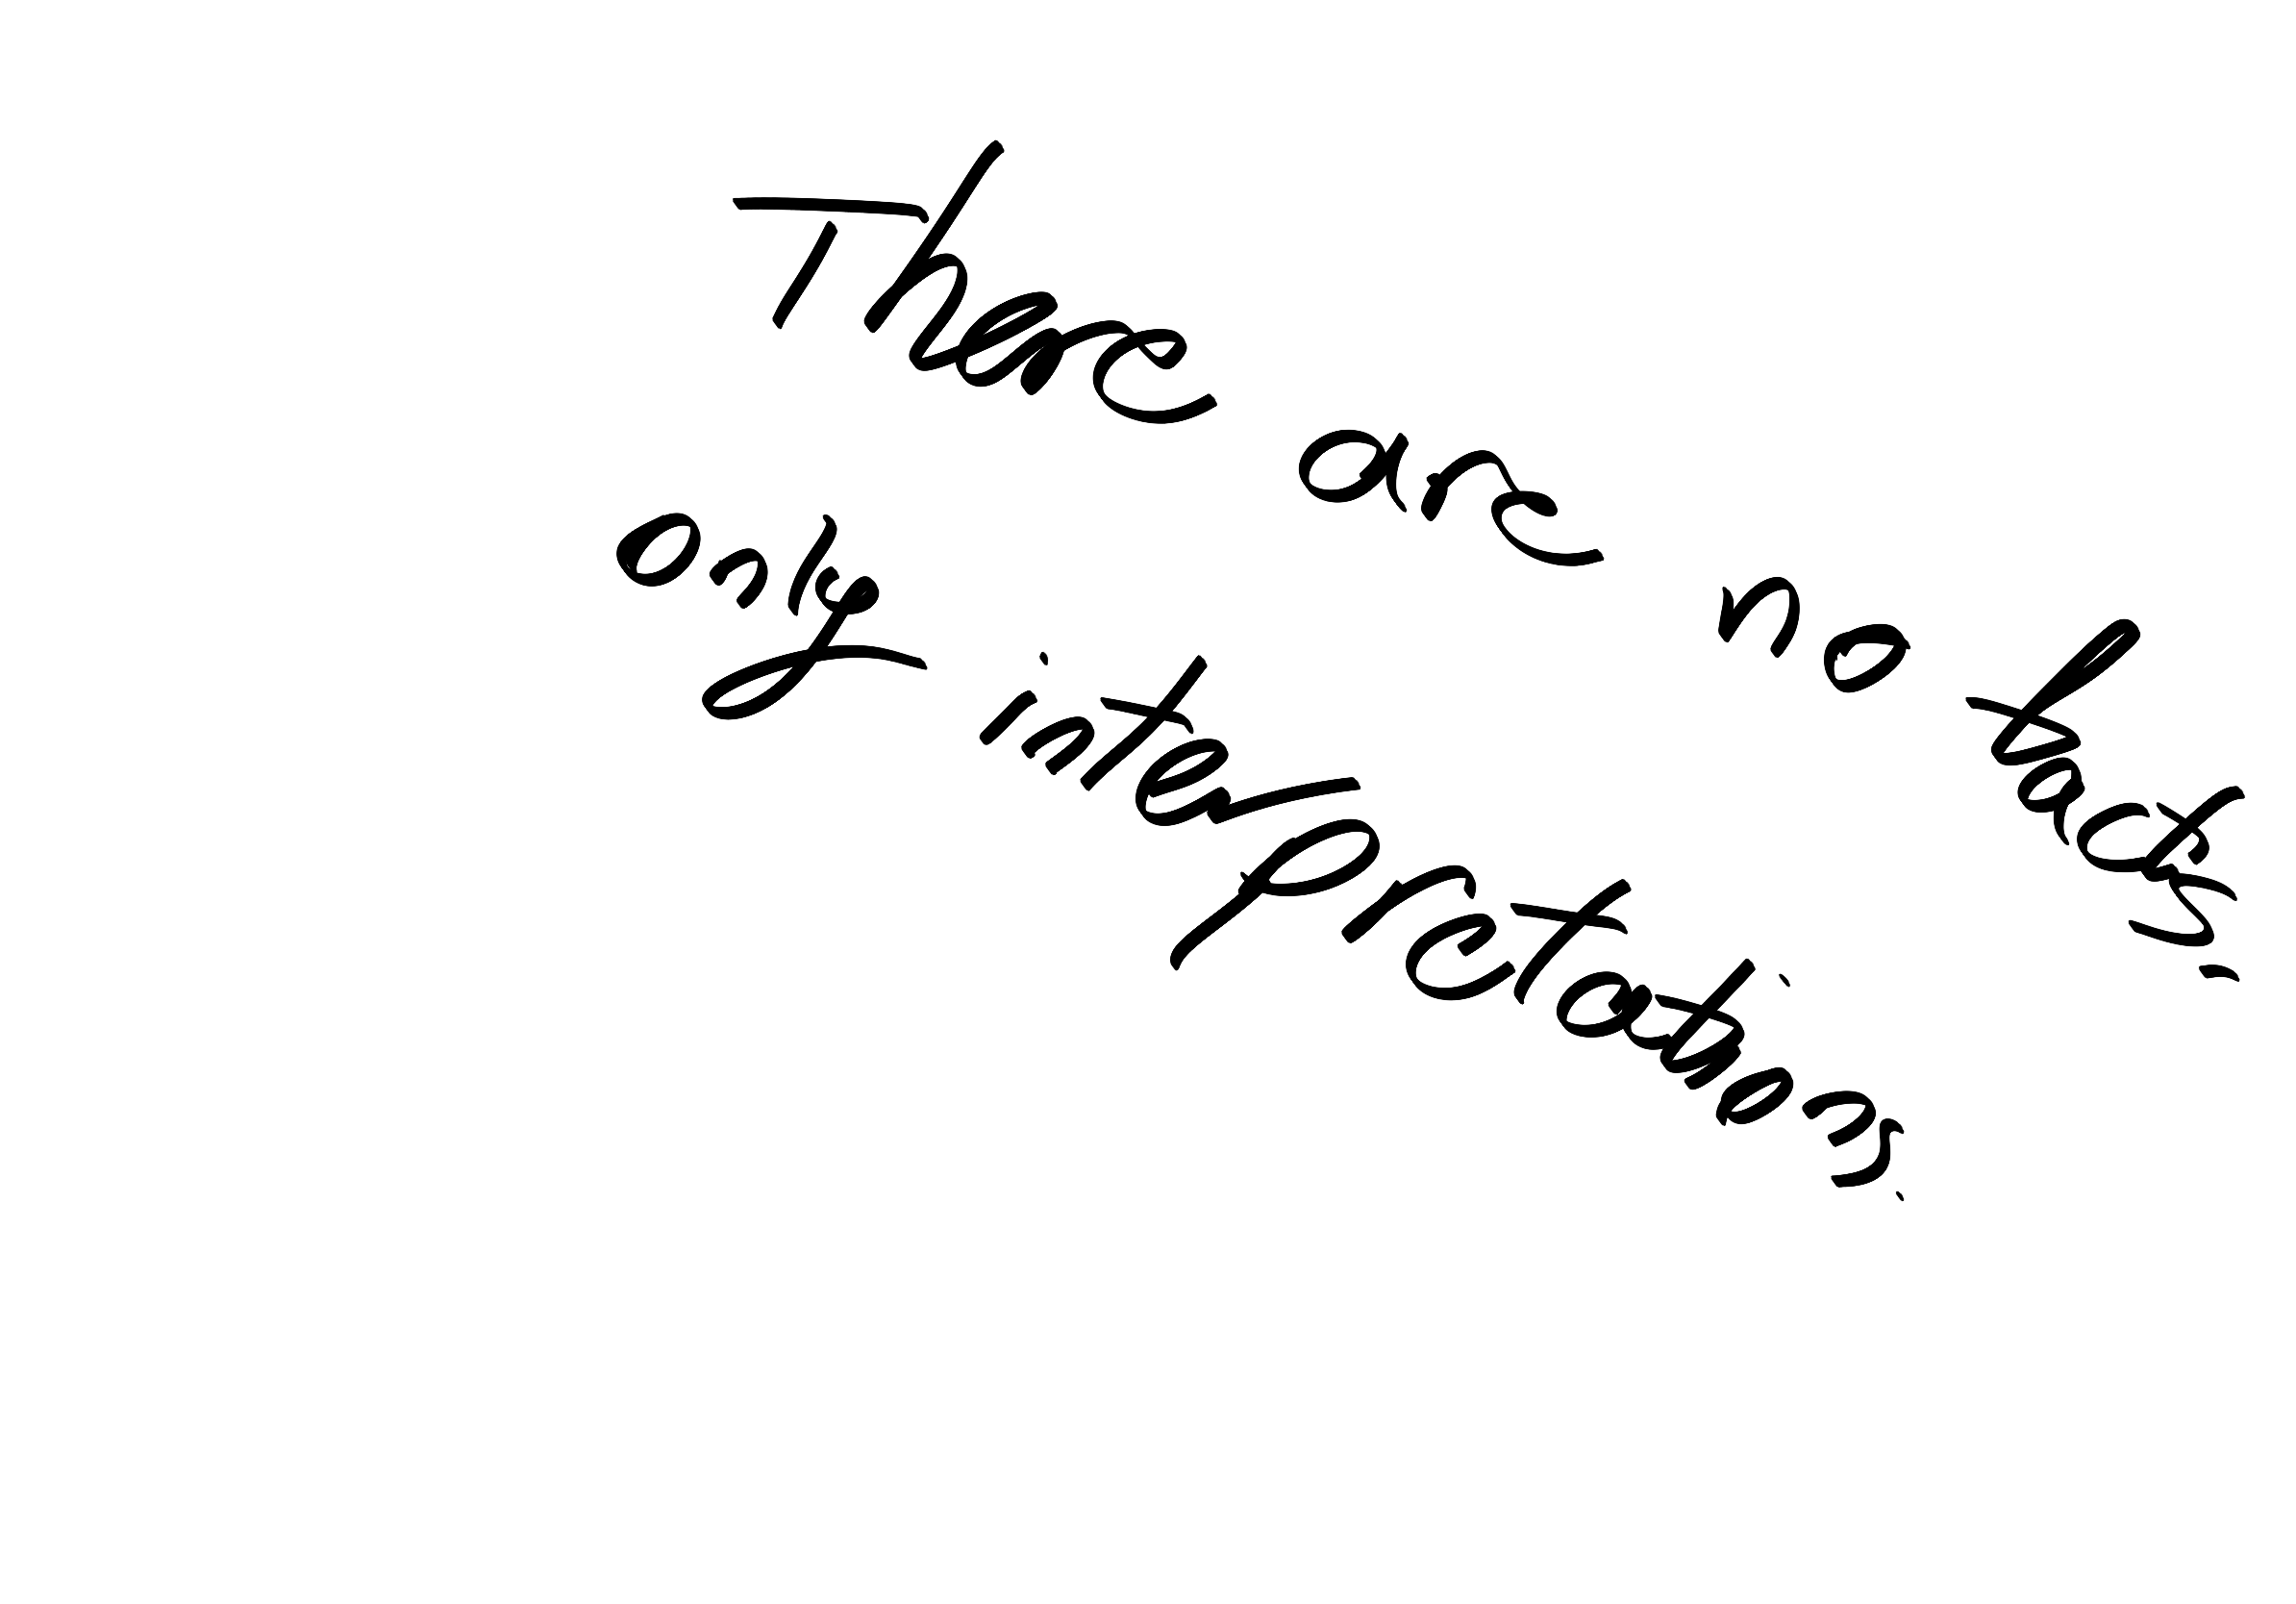 There are no facts-
only interpretations.